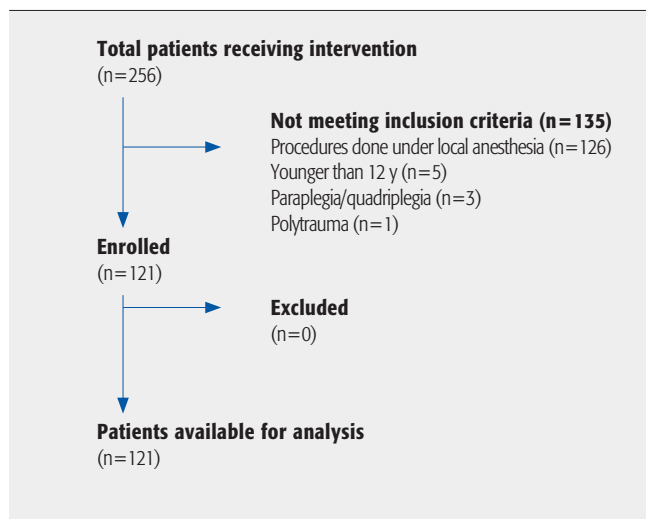 Total patients receiving intervention
(n=256)
Not meeting inclusion criteria (n=135)
Procedures done under local anesthesia (n=126)
Younger than 12 y (n=5)
Paraplegia/quadriplegia (n=3)
Polytrauma (n=1)
Enrolled
(n=121)
Excluded
(n=0)
Patients available for analysis
(n=121)